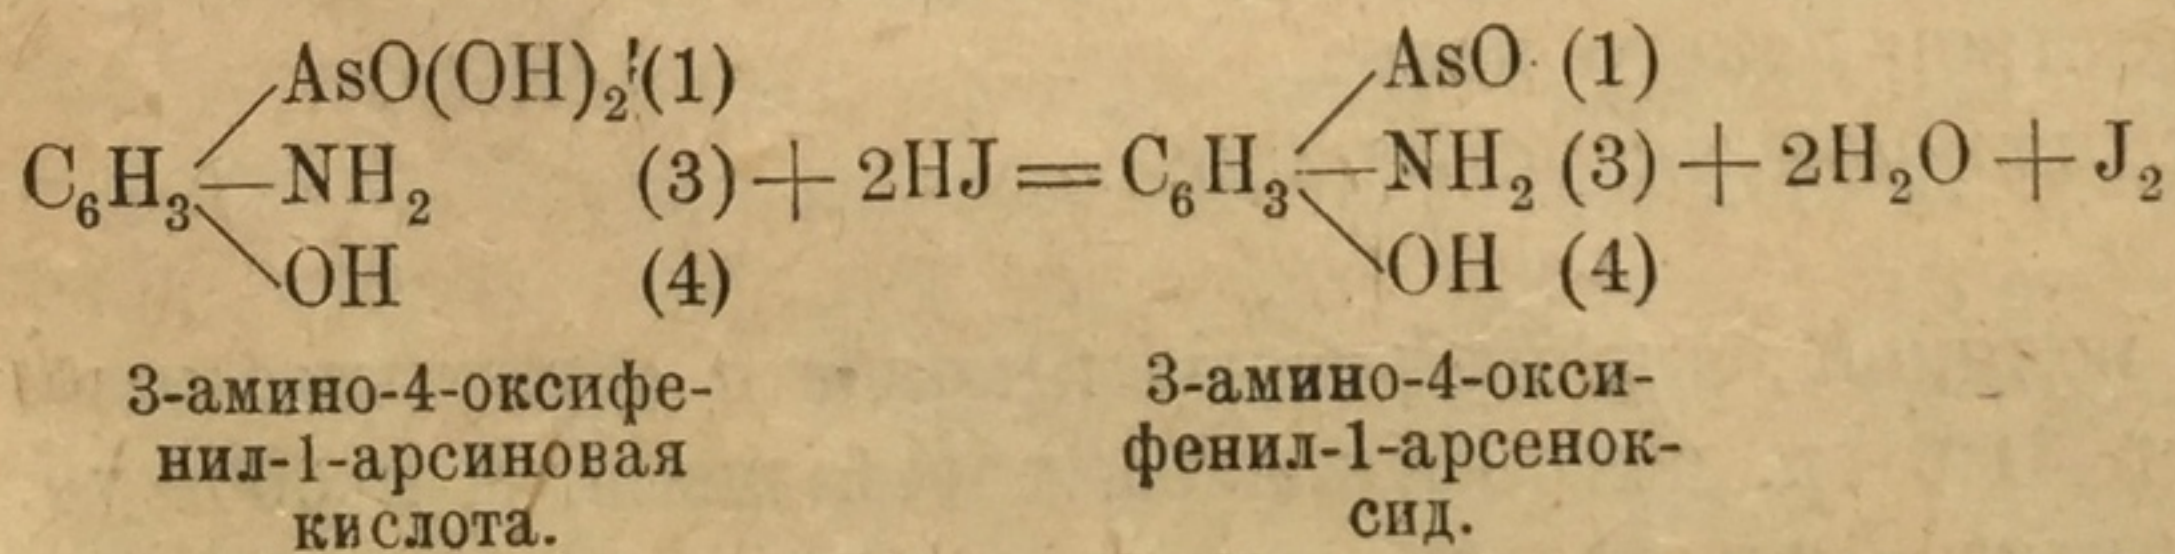 AsO(OH)₂ (1) AsO (1)
C₆H₃—NH₂ (3) + 2HJ = C₆H₃—NH₂ (3) + 2H₂O + J₂
OH (4) OH (4)
3-амино-4-оксифе- 3-амино-4-окси-
нил-1-арсиновая фенил-1-арсенок-
кислота. сид.